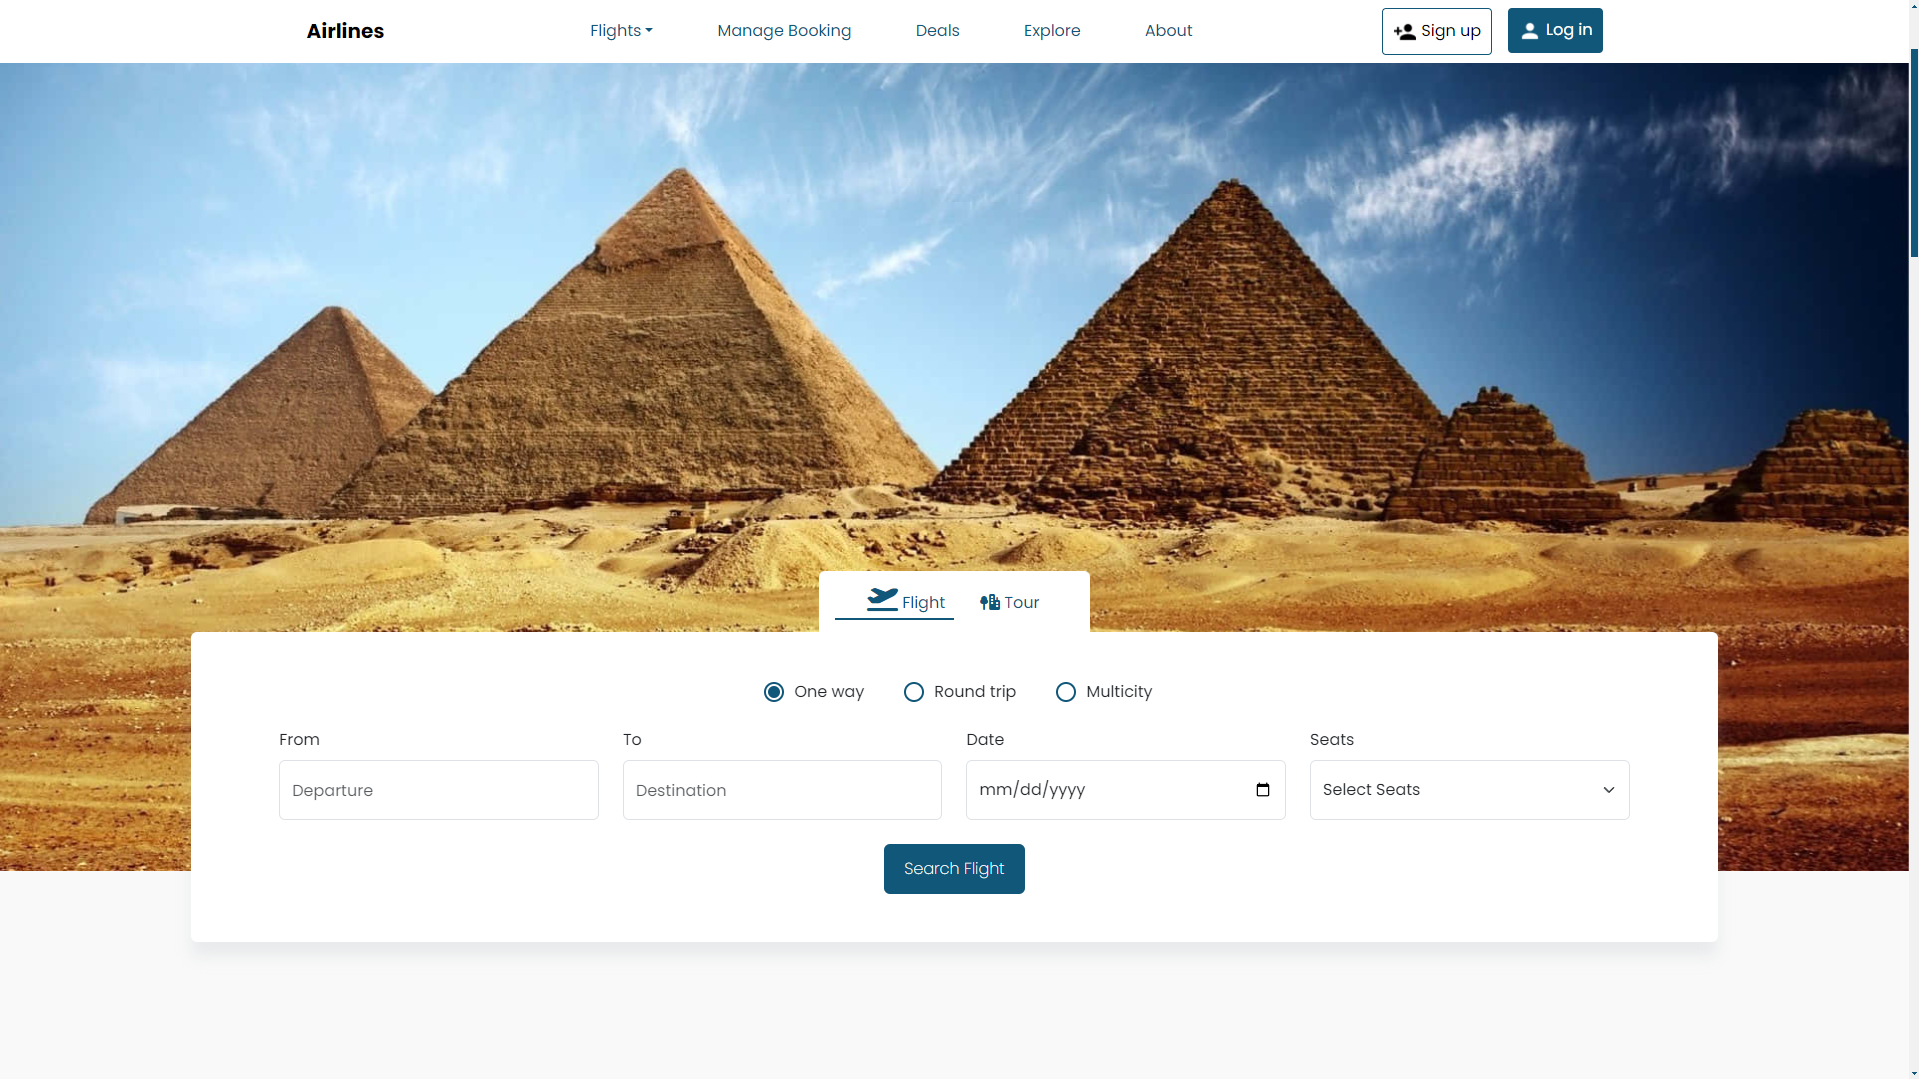 Airlines
Flights
Manage Booking
Deals
Explore
About
Sign up
Log in
Flight
Tour
One way
Round trip
Multicity
From
To
Date
Seats
Departure
Destination
mm/dd/yyyy
Select Seats
Search Flight